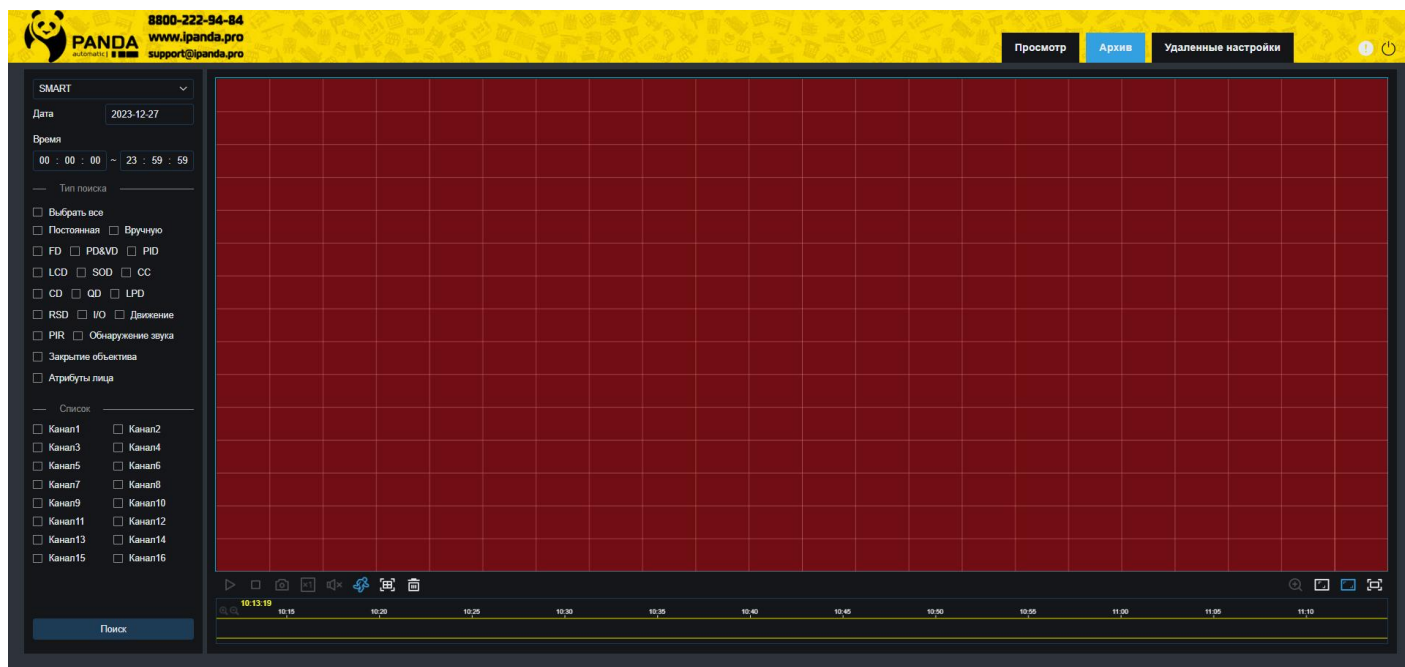 8800-222-94-84
www.ipanda.pro
support@ipanda.pro
PANDA
automatic
Просмотр
Архив
Удаленные настройки
SMART
Дата 2023-12-27
Время
00 : 00 : 00 ~ 23 : 59 : 59
Тип поиска
Выбрать все
Постоянная Вручную
FD PD&VD PID
LCD SOD CC
CD QD LPD
RSD I/O Движение
PIR Обнаружение звука
Закрытие объектива
Атрибуты лица
Список
Канал1 Канал2
Канал3 Канал4
Канал5 Канал6
Канал7 Канал8
Канал9 Канал10
Канал11 Канал12
Канал13 Канал14
Канал15 Канал16
Поиск
x1
10:13:19
10:15 10:20 10:25 10:30 10:35 10:40 10:45 10:50 10:55 11:00 11:05 11:10